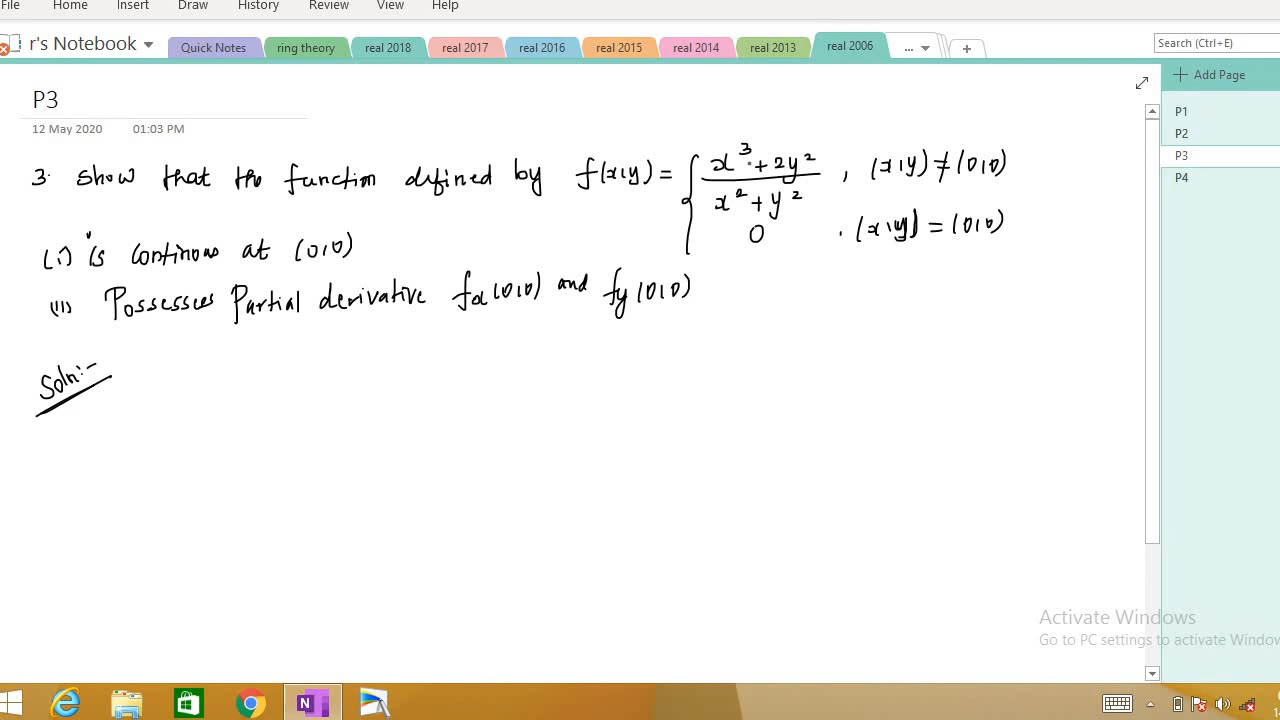 File Home Insert Draw History Review View Help
r's Notebook Quick Notes ring theory real 2018 real 2017 real 2016 real 2015 real 2014 real 2013 real 2006 ... + Search (Ctrl+E)
Add Page
P1
P2
P3
P4
P3
12 May 2020 01:03 PM
3. Show that the function defined by f(x,y) = { x³+2y² / x²+y² , (x,y) ≠ (0,0)
0 , (x,y) = (0,0)
(i) is continous at (0,0)
(ii) Possesses Partial derivative fx(0,0) and fy(0,0)
Soln:-
Activate Windows
Go to PC settings to activate Window
N